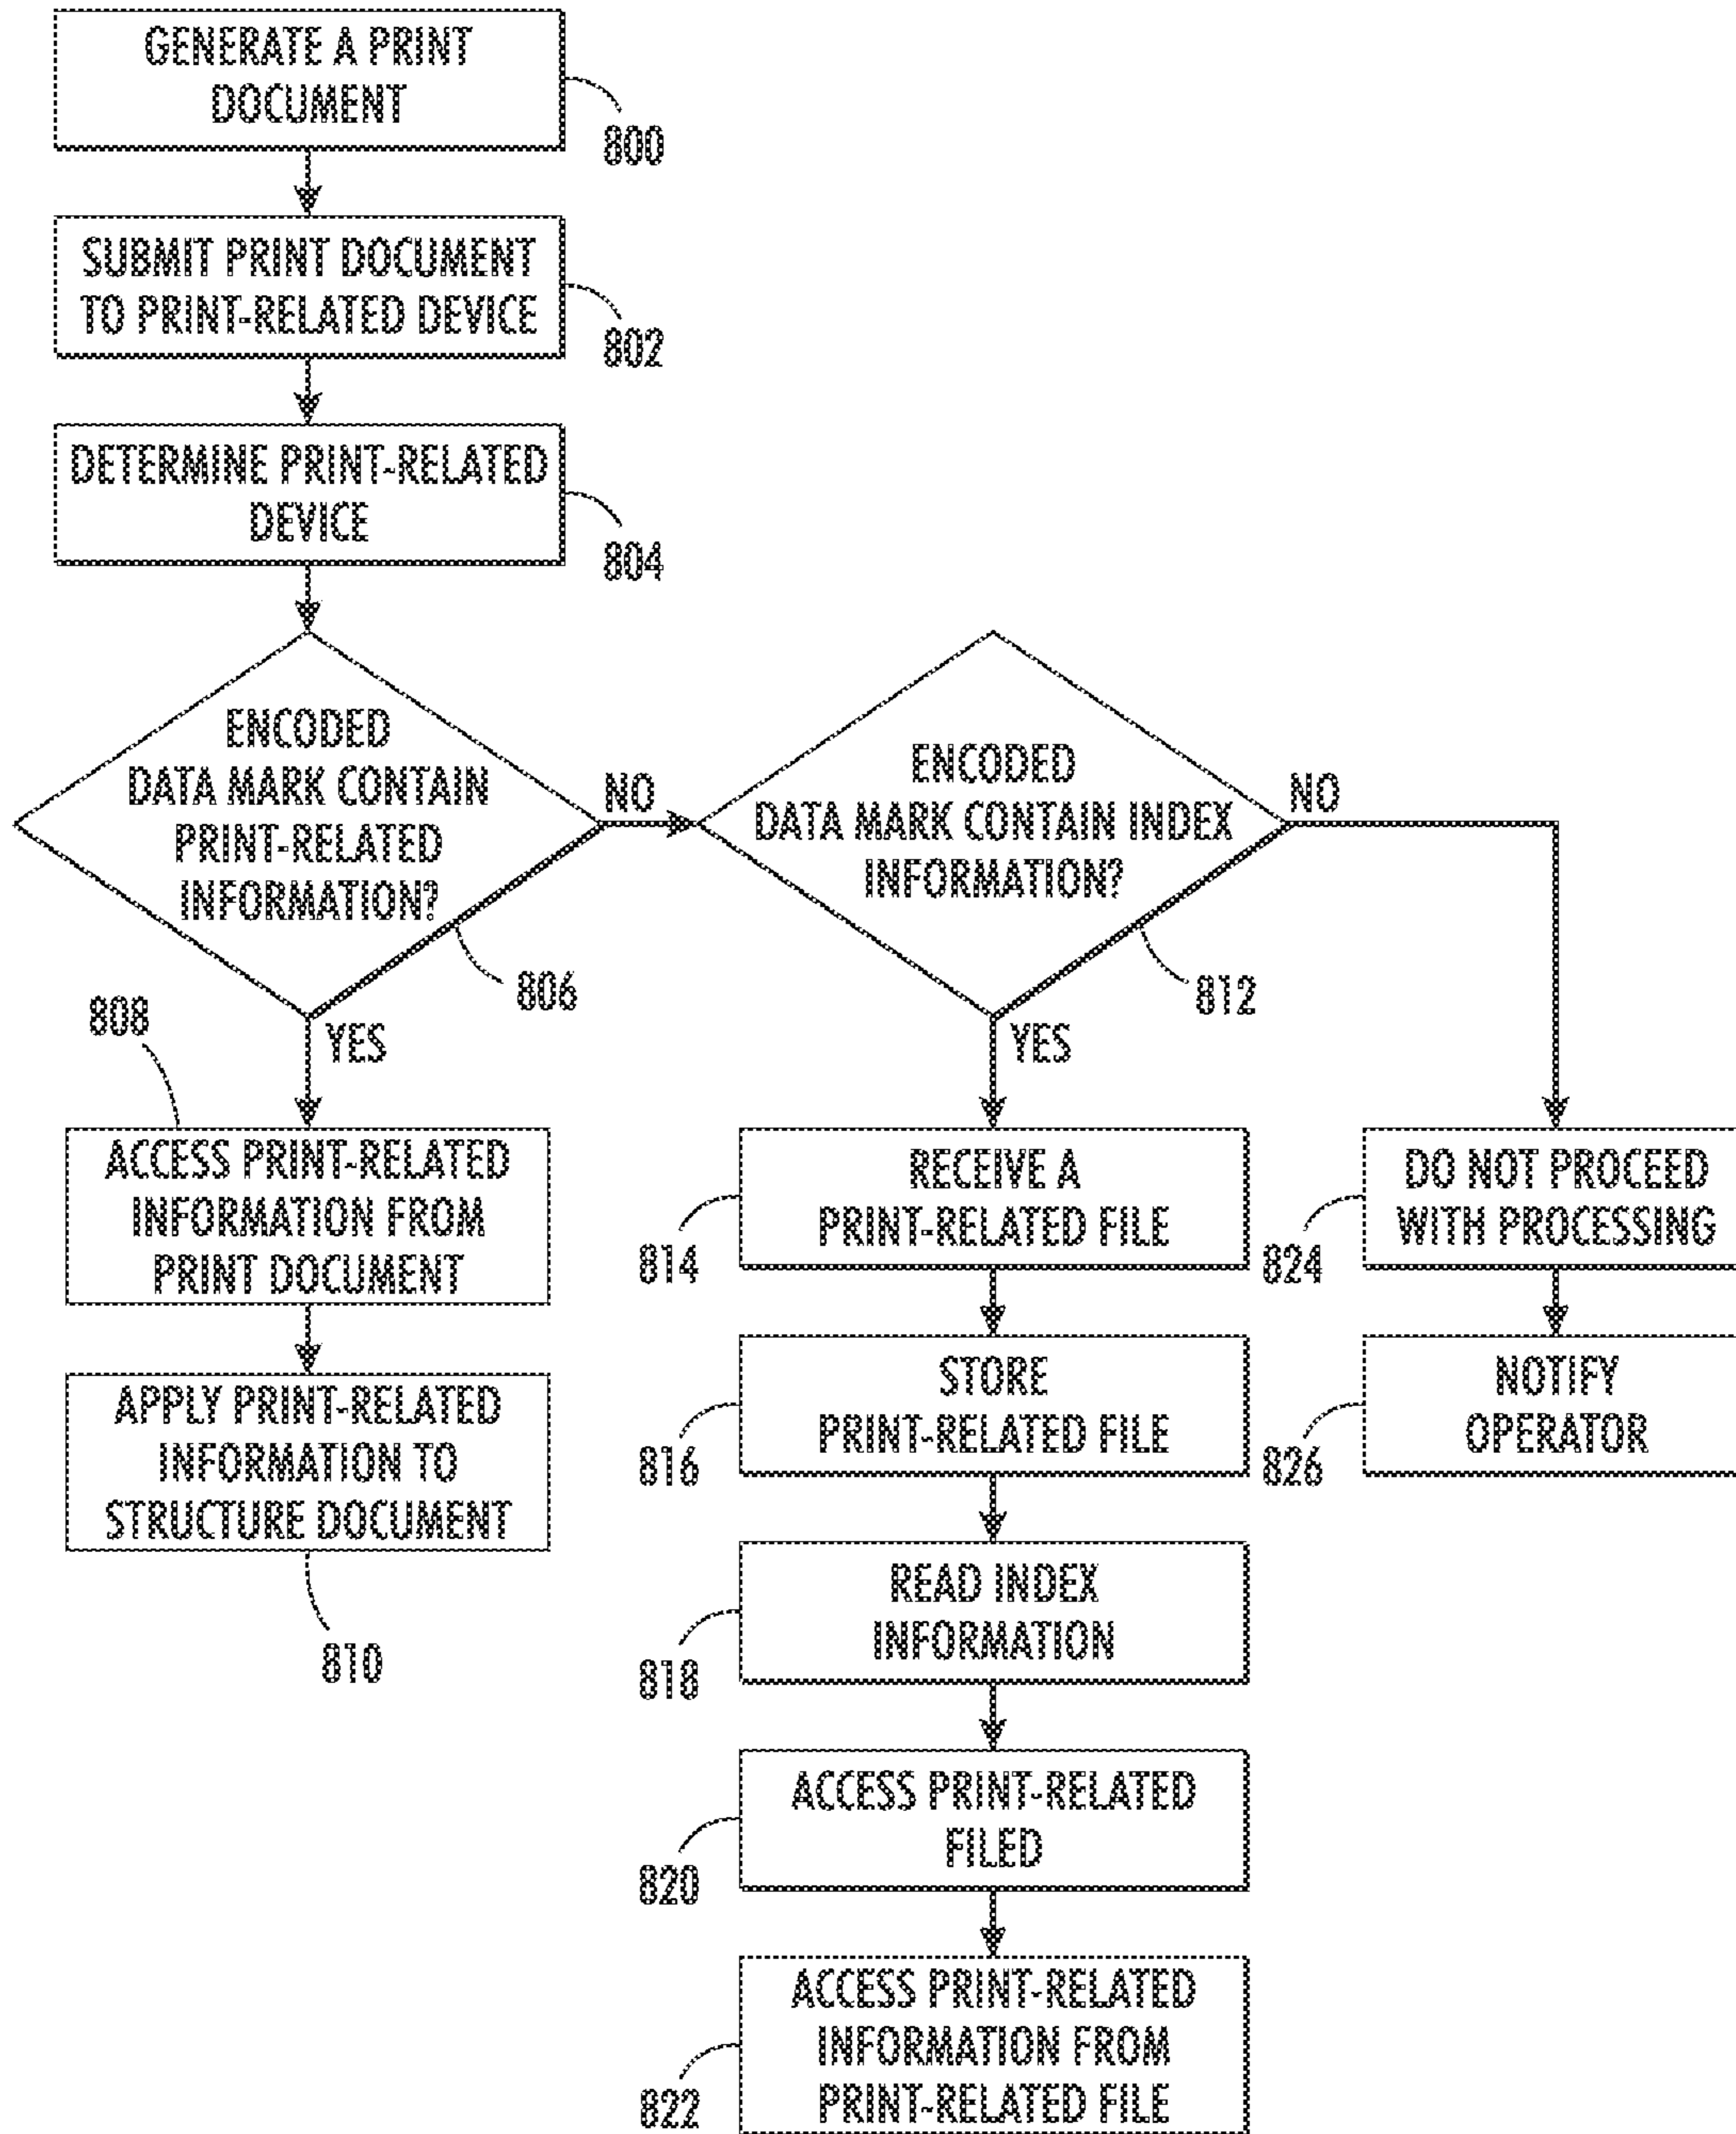 GENERATE A PRINT
DOCUMENT
800
SUBMIT PRINT DOCUMENT
TO PRINT-RELATED DEVICE
802
DETERMINE PRINT-RELATED
DEVICE
804
ENCODED
DATA MARK CONTAIN
PRINT-RELATED
INFORMATION?
806
NO
YES
808
ACCESS PRINT-RELATED
INFORMATION FROM
PRINT DOCUMENT
APPLY PRINT-RELATED
INFORMATION TO
STRUCTURE DOCUMENT
810
ENCODED
DATA MARK CONTAIN INDEX
INFORMATION?
812
NO
YES
RECEIVE A
PRINT-RELATED FILE
814
STORE
PRINT-RELATED FILE
816
READ INDEX
INFORMATION
818
ACCESS PRINT-RELATED
FILED
820
ACCESS PRINT-RELATED
INFORMATION FROM
PRINT-RELATED FILE
822
DO NOT PROCEED
WITH PROCESSING
824
NOTIFY
OPERATOR
826